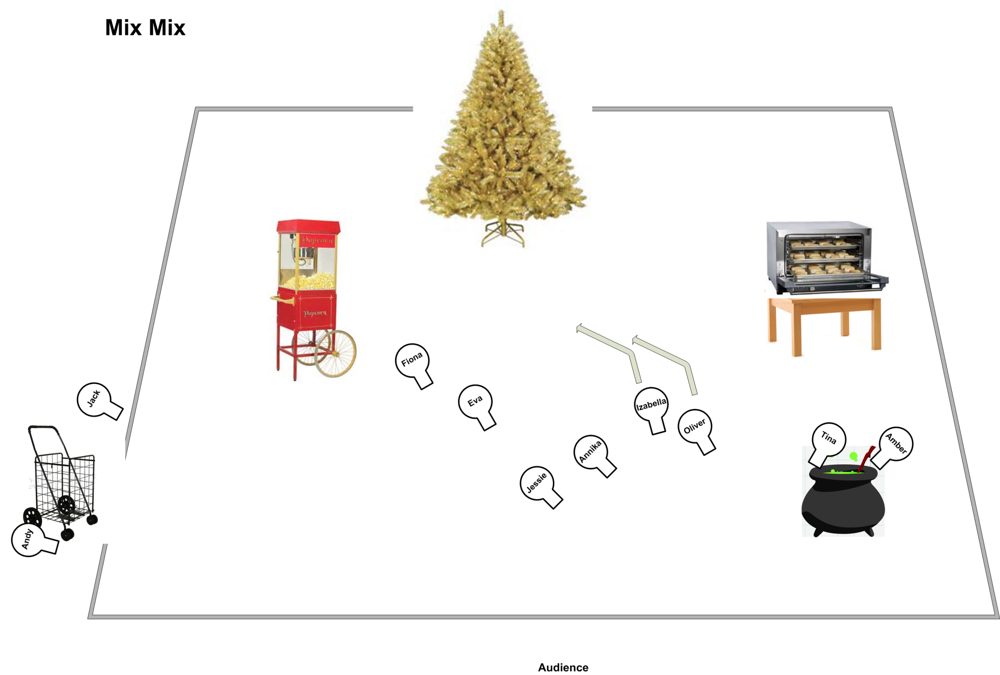 Mix Mix
Popcorn
Popcorn
Fiona
Jack
Eva
Izabella
Oliver
Tina
Amber
Annika
Jessie
Andy
Audience